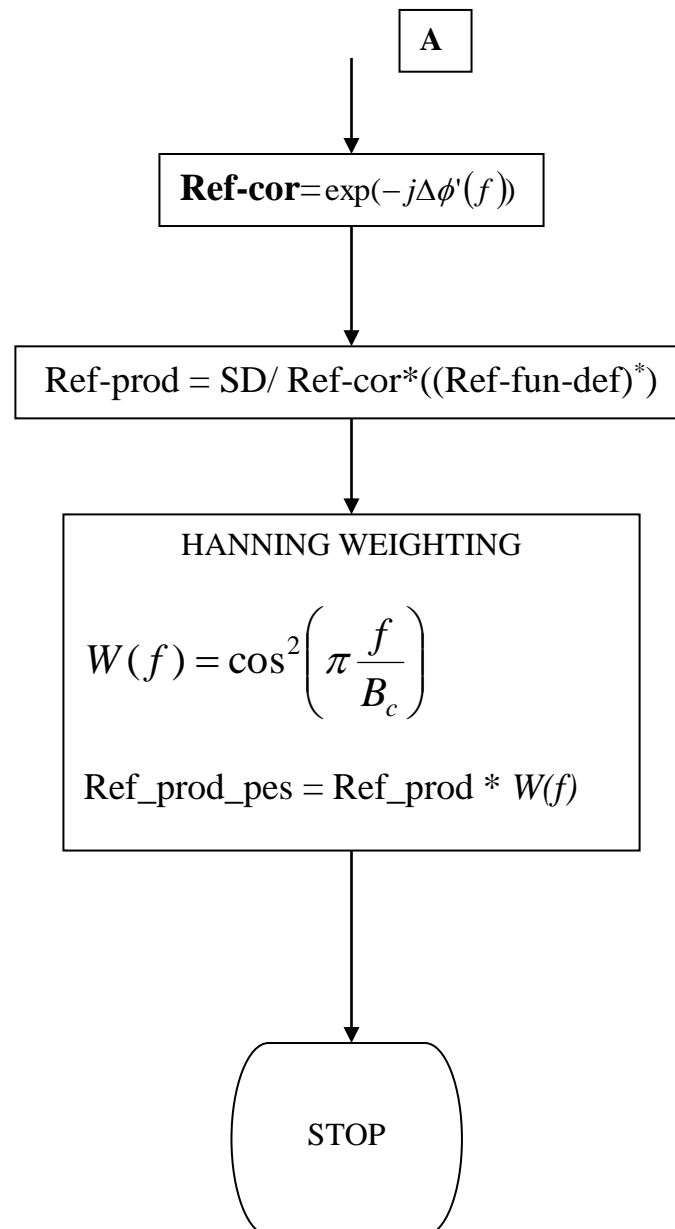 A
Ref-cor=exp(-jΔϕ'(f))
Ref-prod = SD/ Ref-cor*((Ref-fun-def)*)
HANNING WEIGHTING
W(f) = cos²(π f/B_c)
Ref_prod_pes = Ref_prod * W(f)
STOP